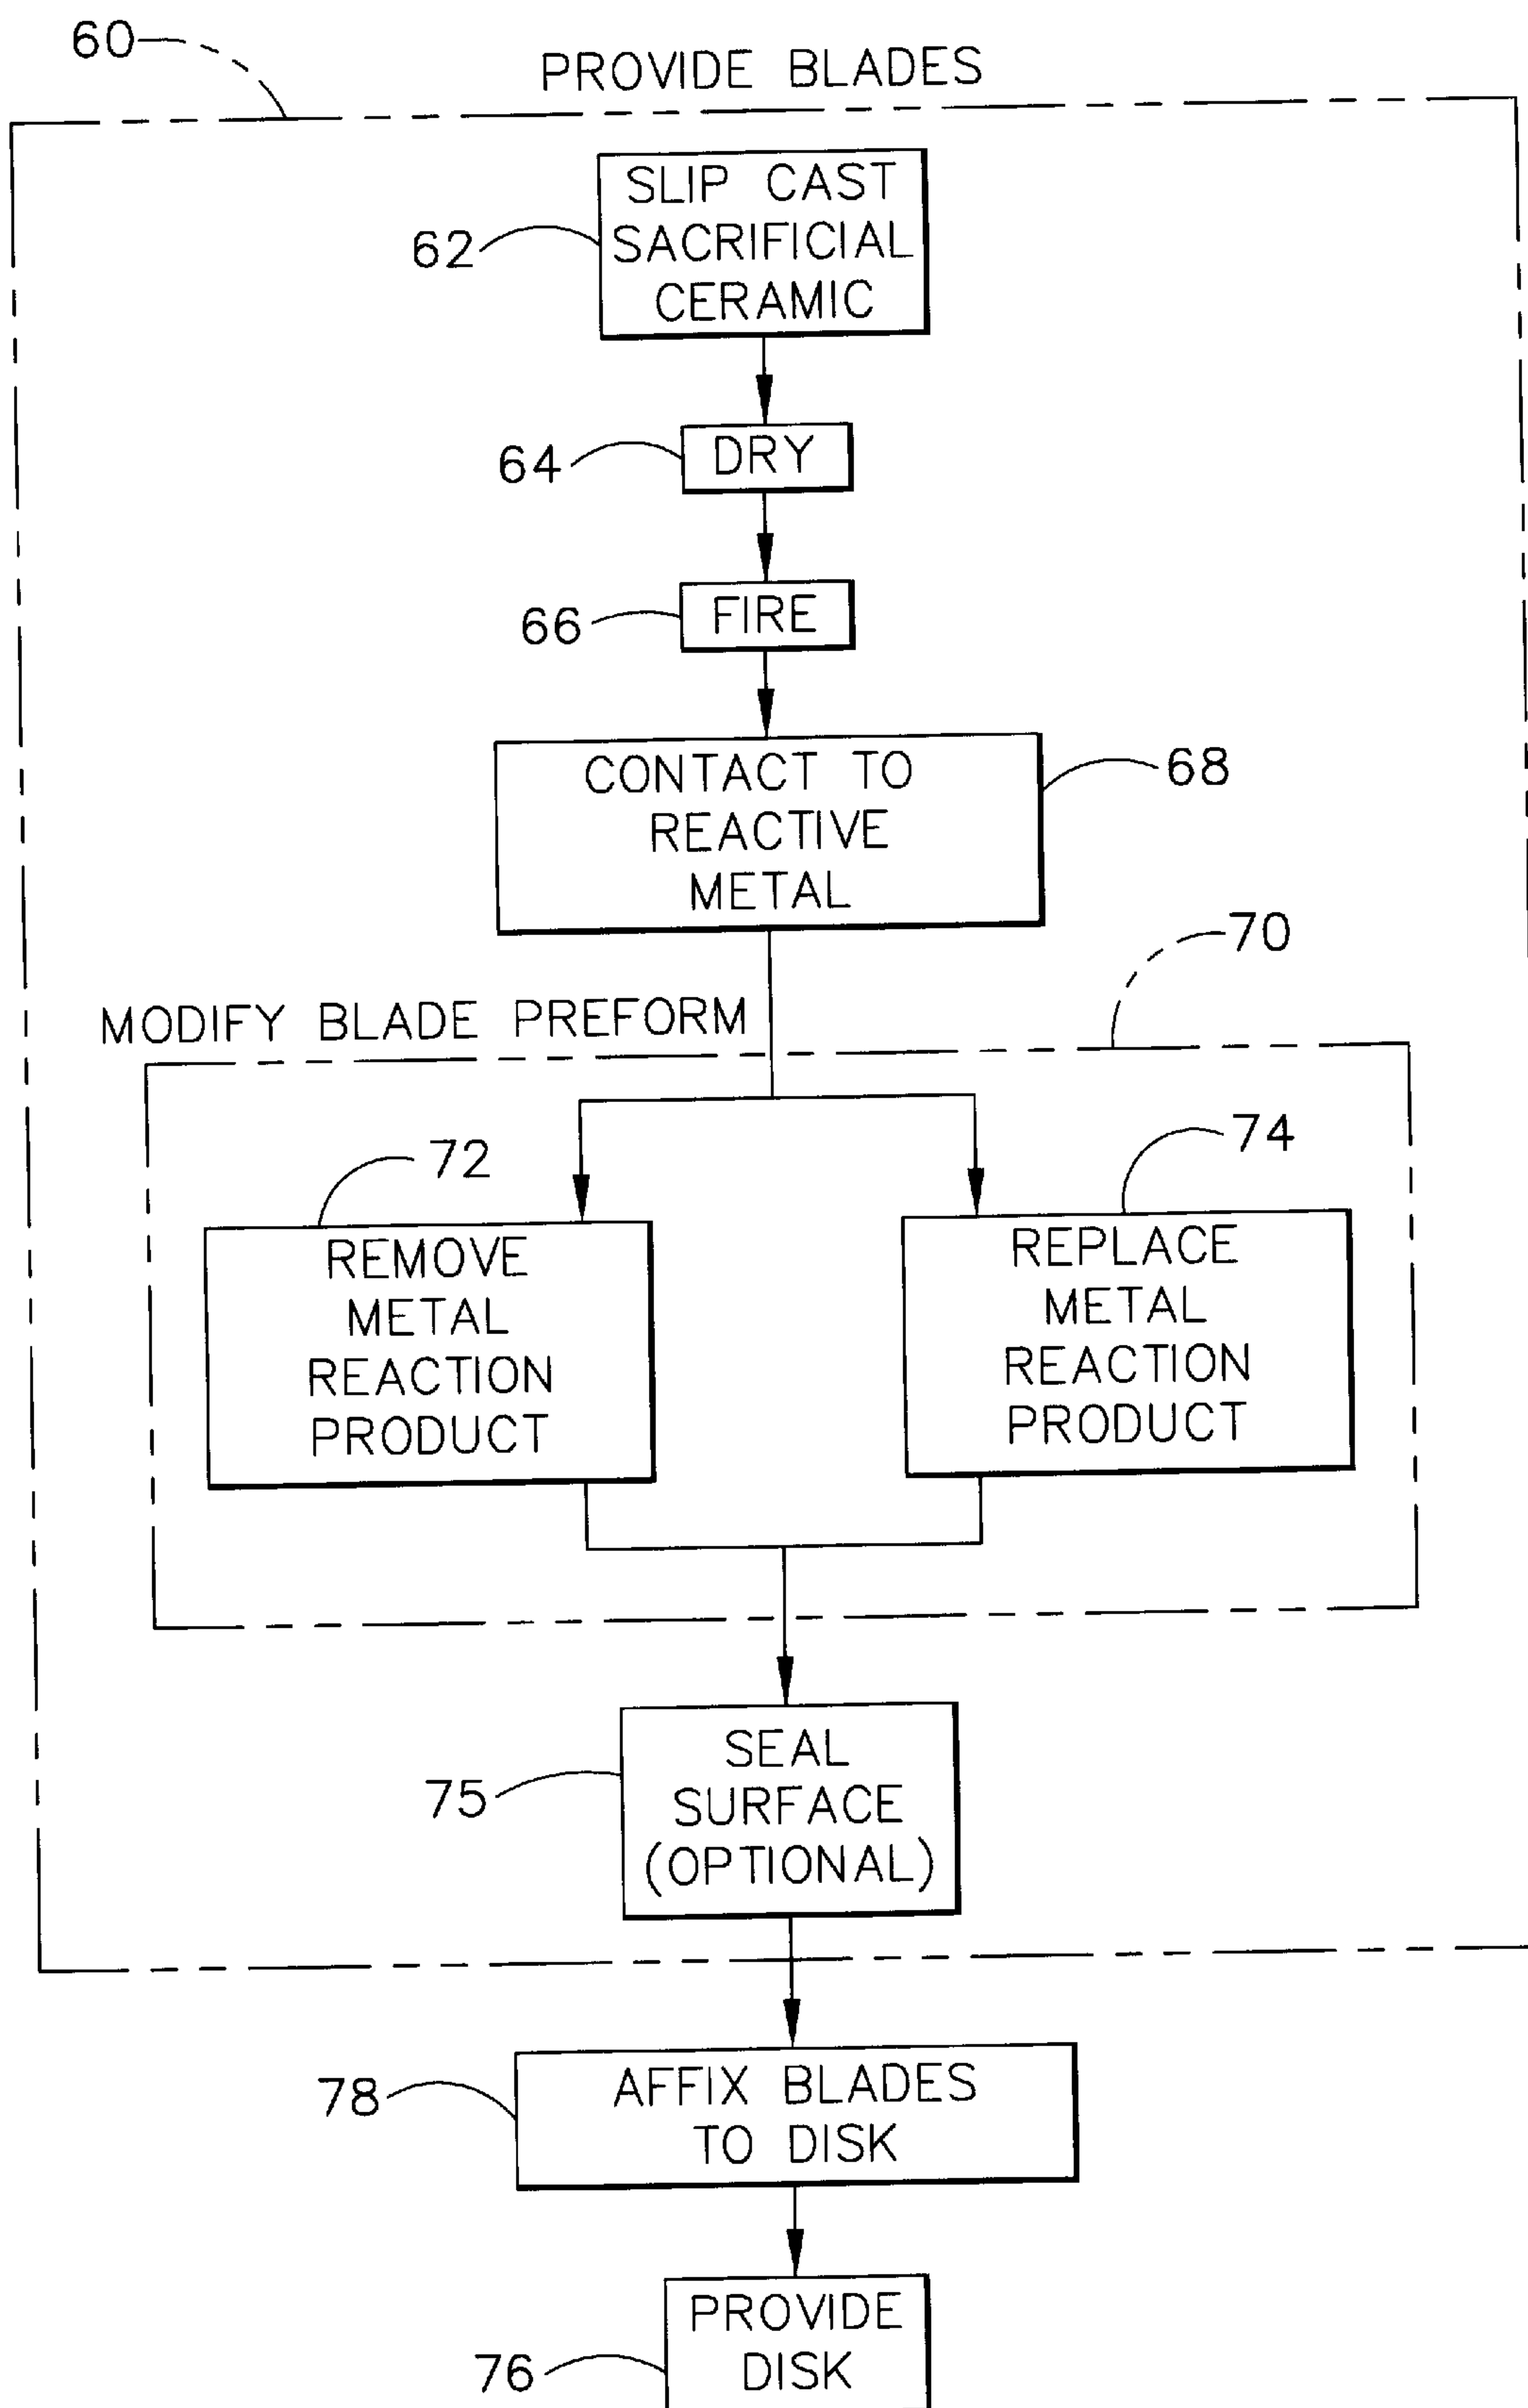 60
PROVIDE BLADES
SLIP CAST
SACRIFICIAL
CERAMIC
62
DRY
64
FIRE
66
CONTACT TO
REACTIVE
METAL
68
70
MODIFY BLADE PREFORM
72
74
REMOVE
METAL
REACTION
PRODUCT
REPLACE
METAL
REACTION
PRODUCT
SEAL
SURFACE
(OPTIONAL)
75
AFFIX BLADES
TO DISK
78
PROVIDE
DISK
76